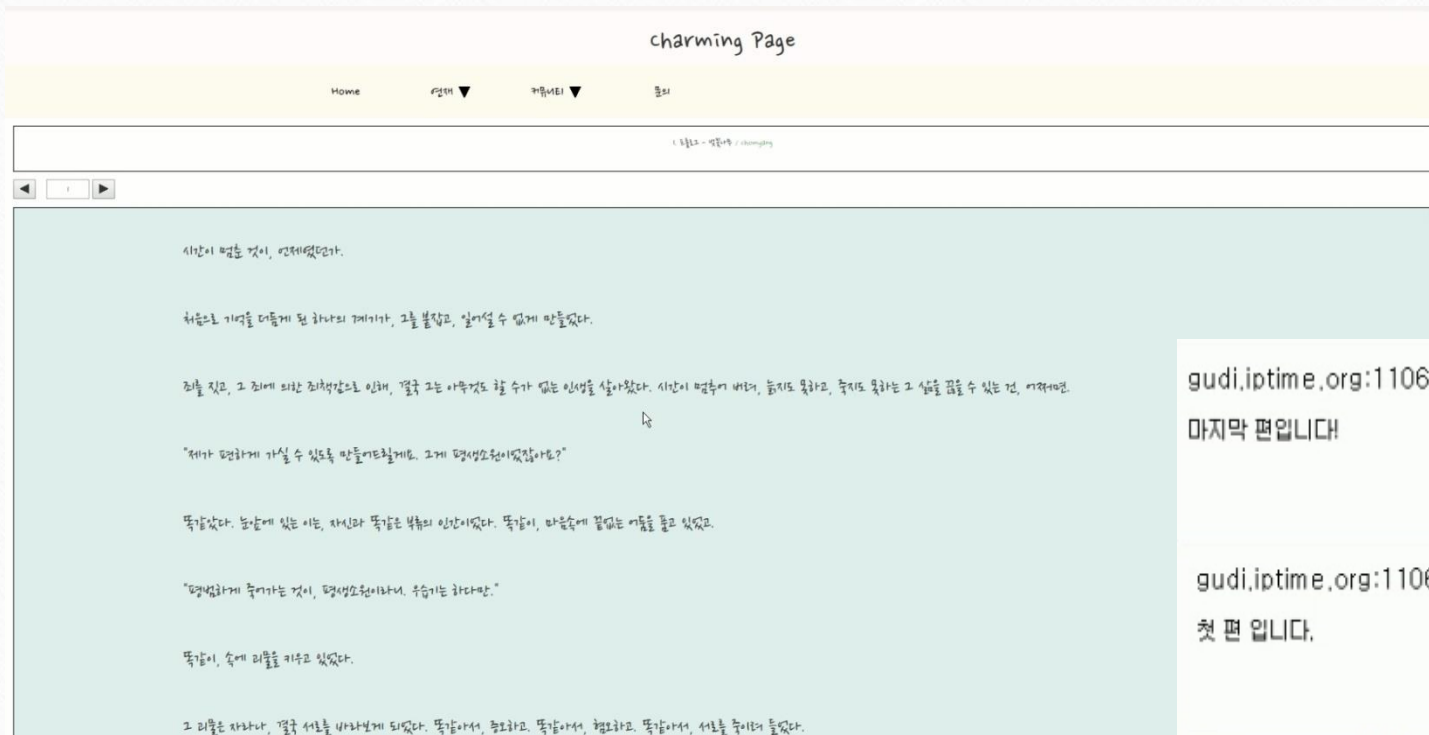 Charming Page
Home 연재 ▼ 커뮤니티 ▼ 문의
1. 프롤로그 - / charmjding
◀ 1 ▶
시간이 멈춘 것이, 언제였던가.
처음으로 기억을 더듬게 된 하나의 계기가, 그를 붙잡고, 일어설 수 없게 만들었다.
죄를 짓고, 그 죄에 의한 죄책감으로 인해, 결국 그는 아무것도 할 수가 없는 인생을 살아왔다. 시간이 멈추어 버려, 늙지도 못하고, 죽지도 못하는 그 삶을 끊을 수 있는 건, 어쩌면.
"제가 편하게 가실 수 있도록 만들어드릴게요. 그게 평생소원이었잖아요?"
똑같았다. 눈앞에 있는 이는, 자신과 똑같은 부류의 인간이었다. 똑같이, 마음속에 끝없는 어둠을 품고 있었고.
"평범하게 죽어가는 것이, 평생소원이라니. 우습기는 하다만."
똑같이, 속에 괴물을 키우고 있었다.
그 괴물은 자라나, 결국 서로를 바라보게 되었다. 똑같아서, 증오하고. 똑같아서, 혐오하고. 똑같아서, 서로를 죽이려 들었다.
gudi.iptime.org:1106
마지막 편입니다!
gudi.iptime.org:1106
첫 편 입니다.